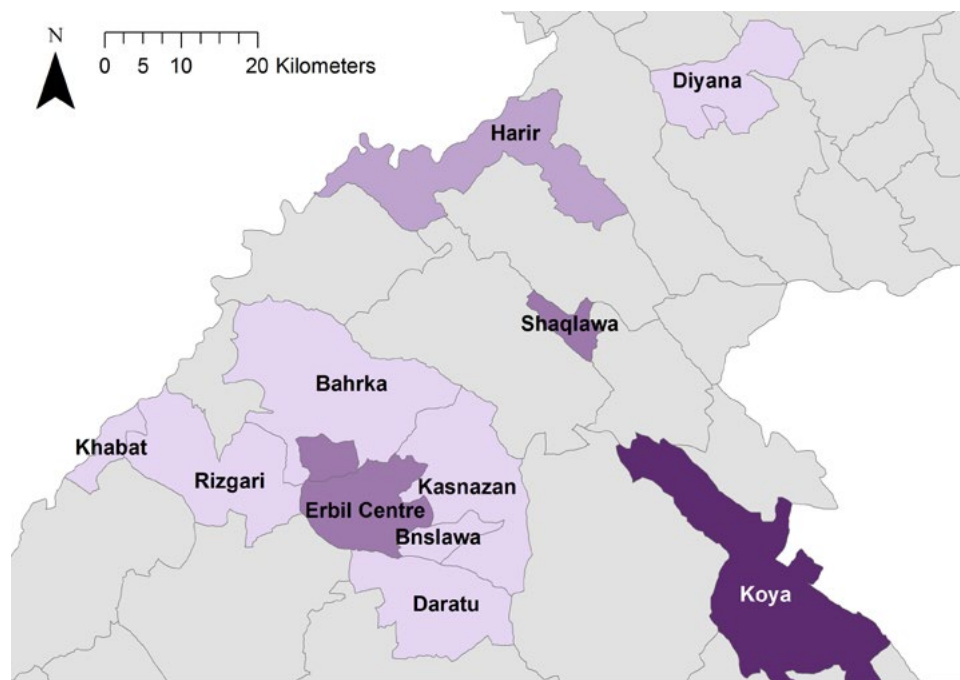 N
0 5 10 20 Kilometers
Diyana
Harir
Shaqlawa
Bahrka
Khabat
Rizgari
Kasnazan
Erbil Centre
Bnslawa
Koya
Daratu